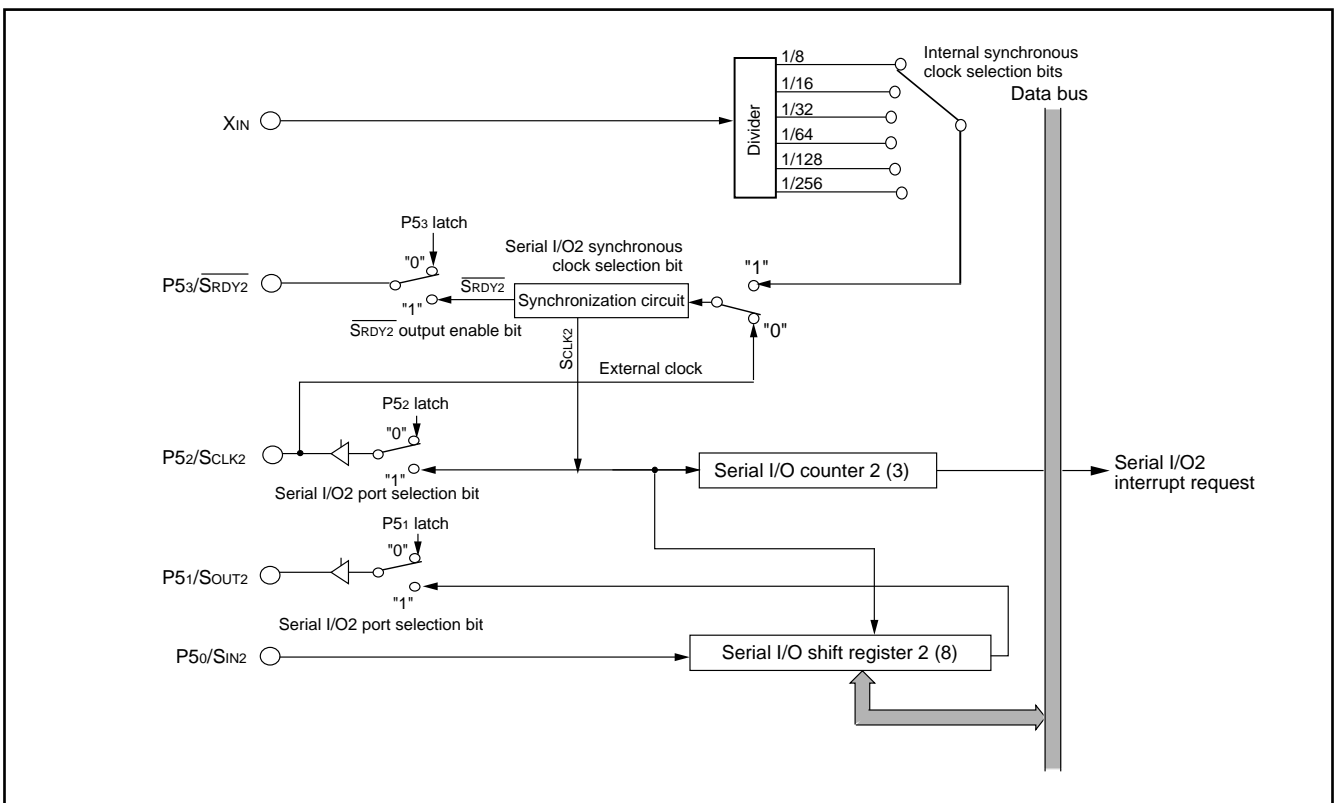 Internal synchronous
clock selection bits
Data bus
XIN
Divider
1/8
1/16
1/32
1/64
1/128
1/256
P53 latch
"0"
P53/SRDY2
"1"
SRDY2
SRDY2 output enable bit
Serial I/O2 synchronous
clock selection bit
Synchronization circuit
"1"
"0"
SCLK2
External clock
P52 latch
"0"
P52/SCLK2
"1"
Serial I/O2 port selection bit
Serial I/O counter 2 (3)
Serial I/O2
interrupt request
P51 latch
"0"
P51/SOUT2
"1"
Serial I/O2 port selection bit
P50/SIN2
Serial I/O shift register 2 (8)